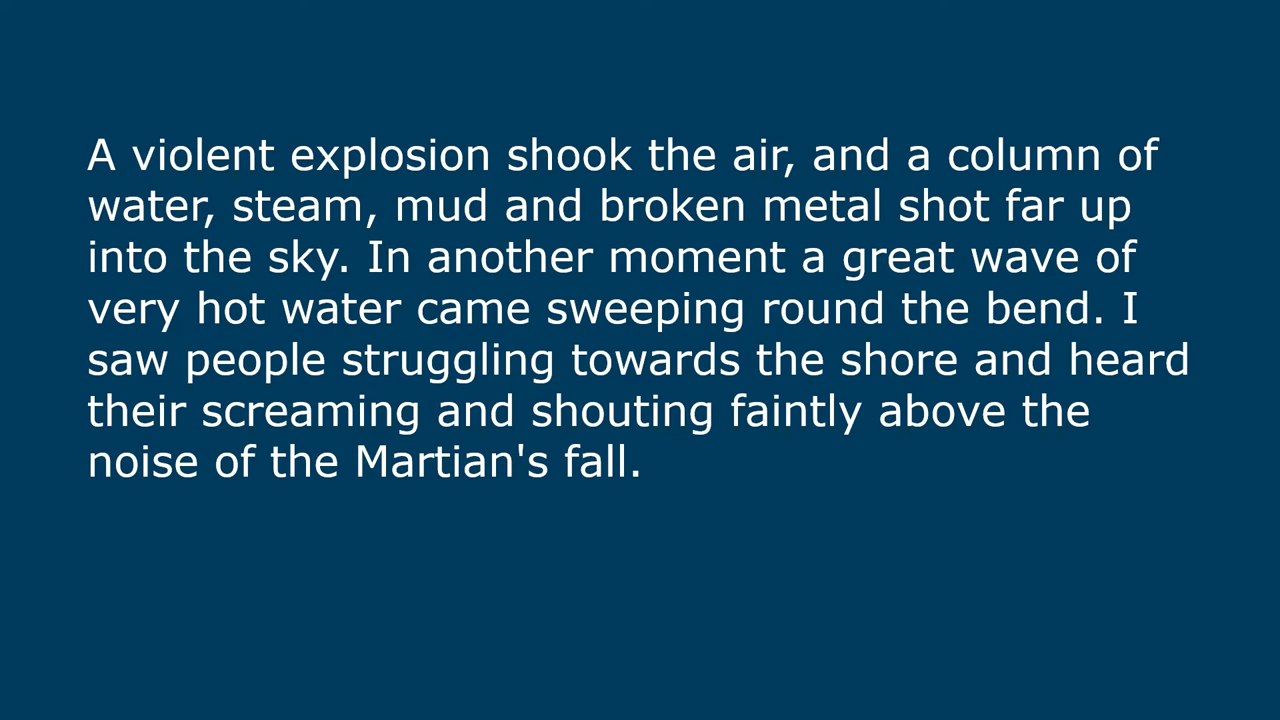 A violent explosion shook the air, and a column of
water, steam, mud and broken metal shot far up
into the sky. In another moment a great wave of
very hot water came sweeping round the bend. I
saw people struggling towards the shore and heard
their screaming and shouting faintly above the
noise of the Martian's fall.